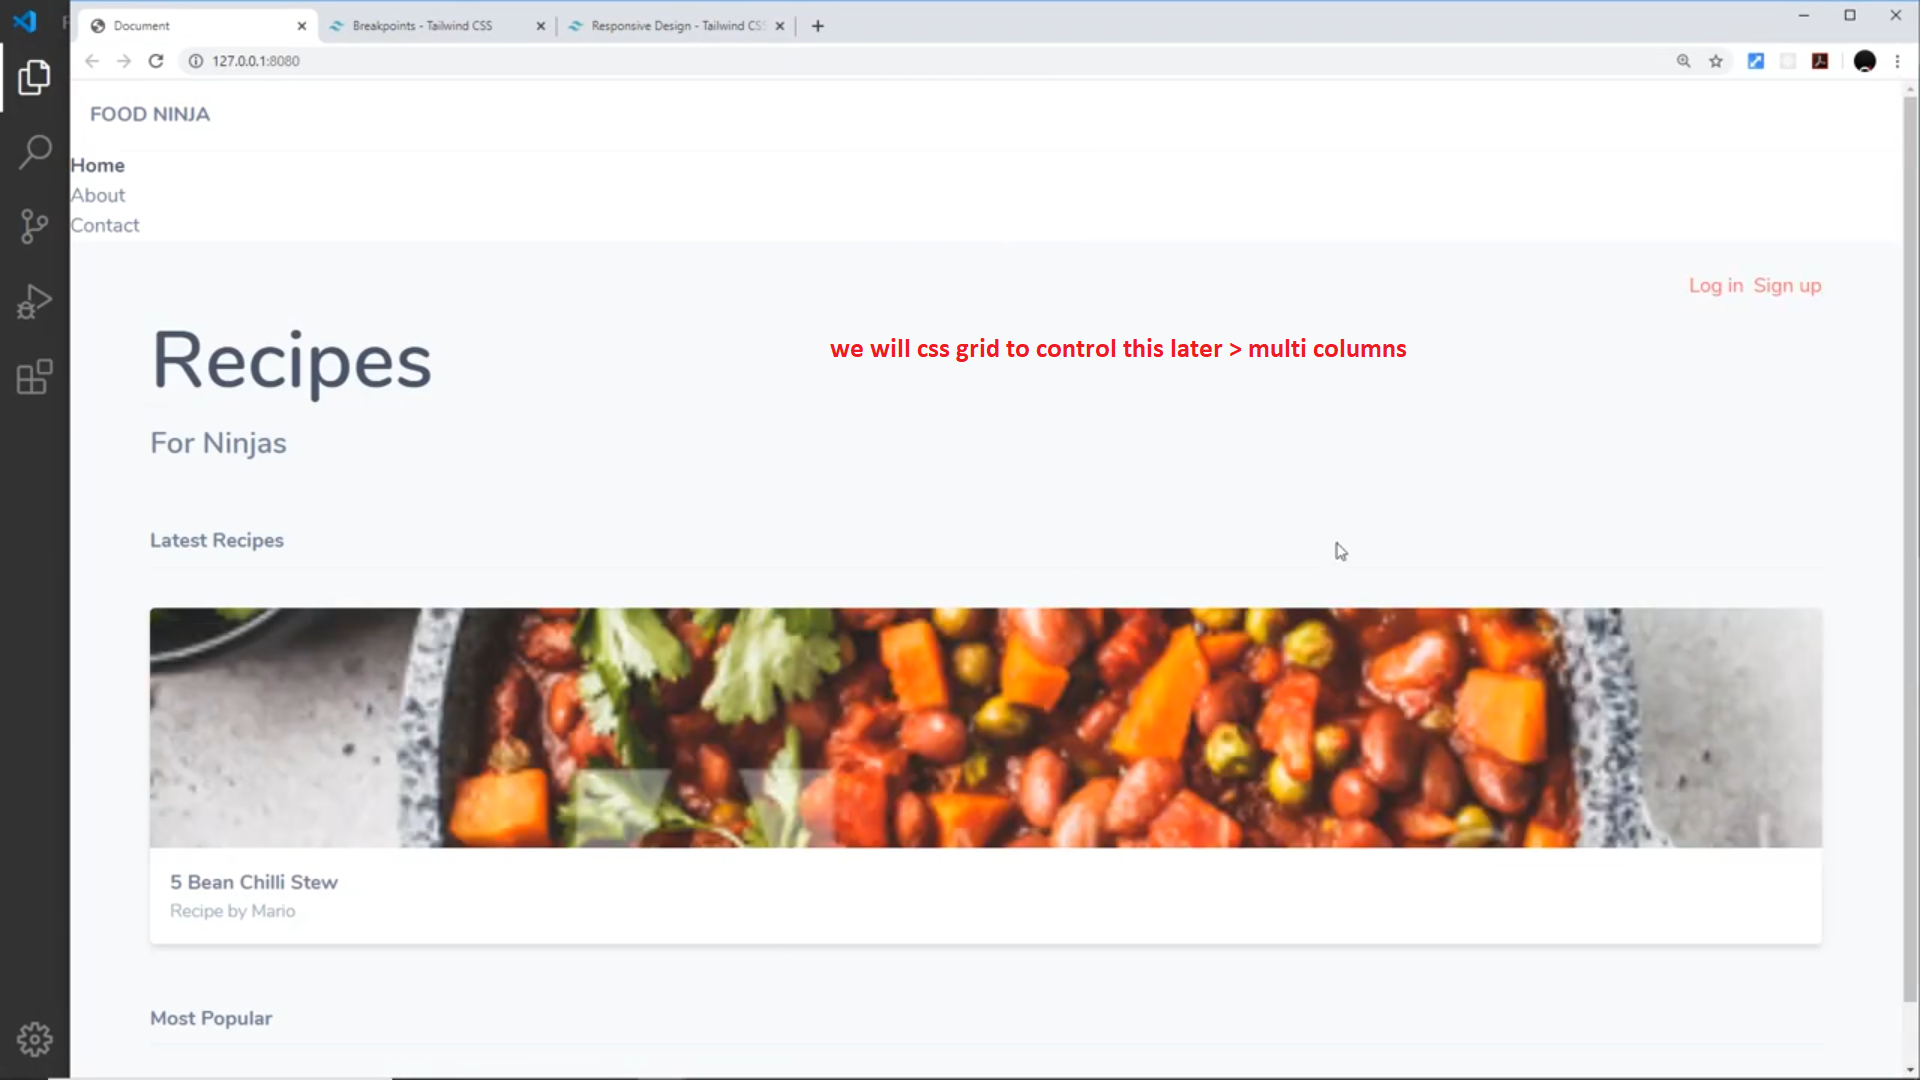 Document
Breakpoints - Tailwind CSS
Responsive Design - Tailwind CSS
127.0.0.1:8080
FOOD NINJA
Home
About
Contact
Log in Sign up
Recipes
we will css grid to control this later > multi columns
For Ninjas
Latest Recipes
5 Bean Chilli Stew
Recipe by Mario
Most Popular